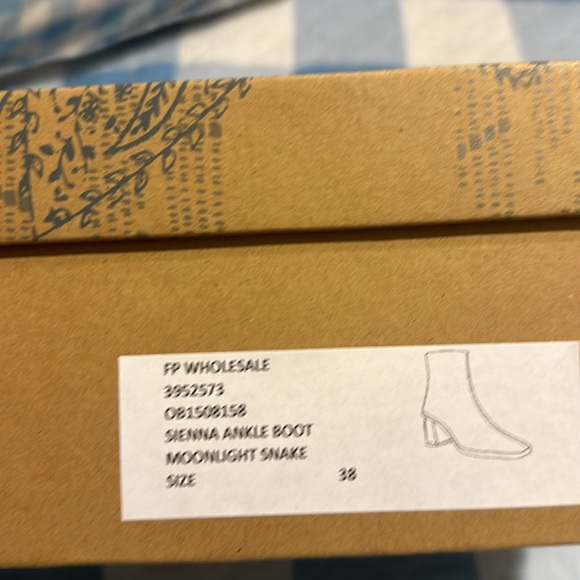 FP WHOLESALE
3952573
OB1508158
SIENNA ANKLE BOOT
MOONLIGHT SNAKE
SIZE 38